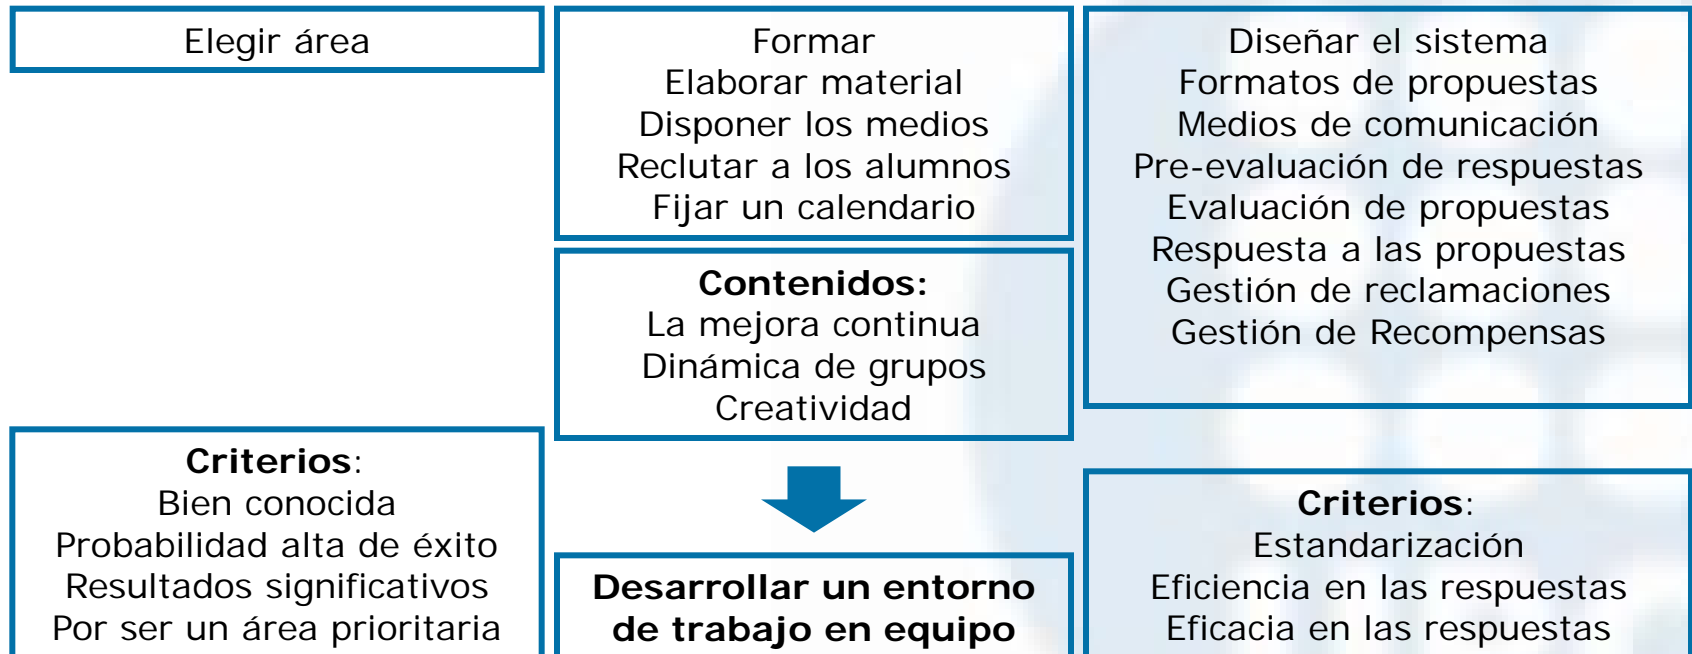 Elegir área
Formar
Elaborar material
Disponer los medios
Reclutar a los alumnos
Fijar un calendario
Diseñar el sistema
Formatos de propuestas
Medios de comunicación
Pre-evaluación de respuestas
Evaluación de propuestas
Respuesta a las propuestas
Gestión de reclamaciones
Gestión de Recompensas
Contenidos:
La mejora continua
Dinámica de grupos
Creatividad
Criterios:
Bien conocida
Probabilidad alta de éxito
Resultados significativos
Por ser un área prioritaria
Desarrollar un entorno
de trabajo en equipo
Criterios:
Estandarización
Eficiencia en las respuestas
Eficacia en las respuestas